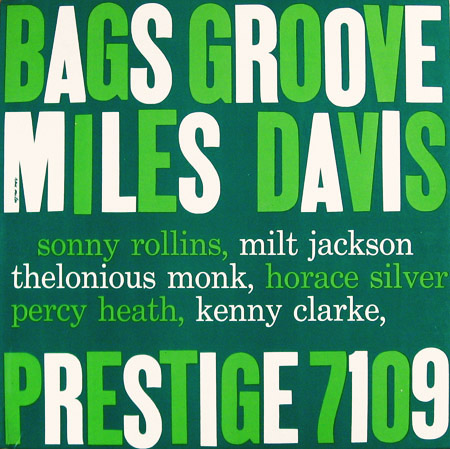 BAGS GROOVE
MILES DAVIS
sonny rollins, milt jackson
thelonious monk, horace silver
percy heath, kenny clarke,
PRESTIGE 7109